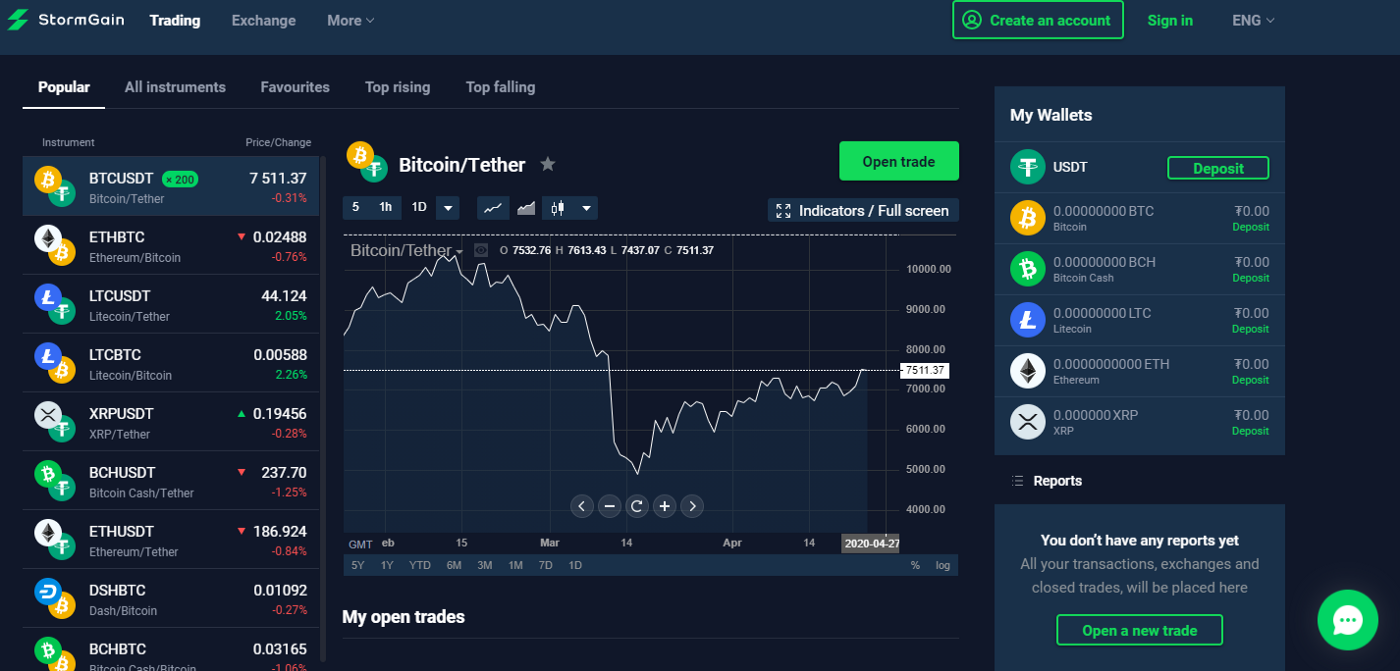 StormGain Trading Exchange More Create an account Sign in ENG
Popular All instruments Favourites Top rising Top falling
Instrument Price/Change
BTCUSDT × 200 7 511.37
Bitcoin/Tether -0.31%
ETHBTC 0.02488
Ethereum/Bitcoin -0.76%
LTCUSDT 44.124
Litecoin/Tether 2.05%
LTCBTC 0.00588
Litecoin/Bitcoin 2.26%
XRPUSDT 0.19456
XRP/Tether -0.28%
BCHUSDT 237.70
Bitcoin Cash/Tether -1.25%
ETHUSDT 186.924
Ethereum/Tether -0.84%
DSHBTC 0.01092
Dash/Bitcoin -0.27%
BCHBTC 0.03165
Bitcoin Cash/Bitcoin -1.06%
Bitcoin/Tether Open trade
5 1h 1D Indicators / Full screen
Bitcoin/Tether O 7532.76 H 7613.43 L 7437.07 C 7511.37
10000.00
9000.00
8000.00
7511.37
7000.00
6000.00
5000.00
4000.00
GMT eb 15 Mar 14 Apr 14 2020-04-27
5Y 1Y YTD 6M 3M 1M 7D 1D % log
My open trades
My Wallets
USDT Deposit
0.00000000 BTC ₮0.00
Bitcoin Deposit
0.00000000 BCH ₮0.00
Bitcoin Cash Deposit
0.00000000 LTC ₮0.00
Litecoin Deposit
0.0000000000 ETH ₮0.00
Ethereum Deposit
0.000000 XRP ₮0.00
XRP Deposit
Reports
You don't have any reports yet
All your transactions, exchanges and
closed trades, will be placed here
Open a new trade